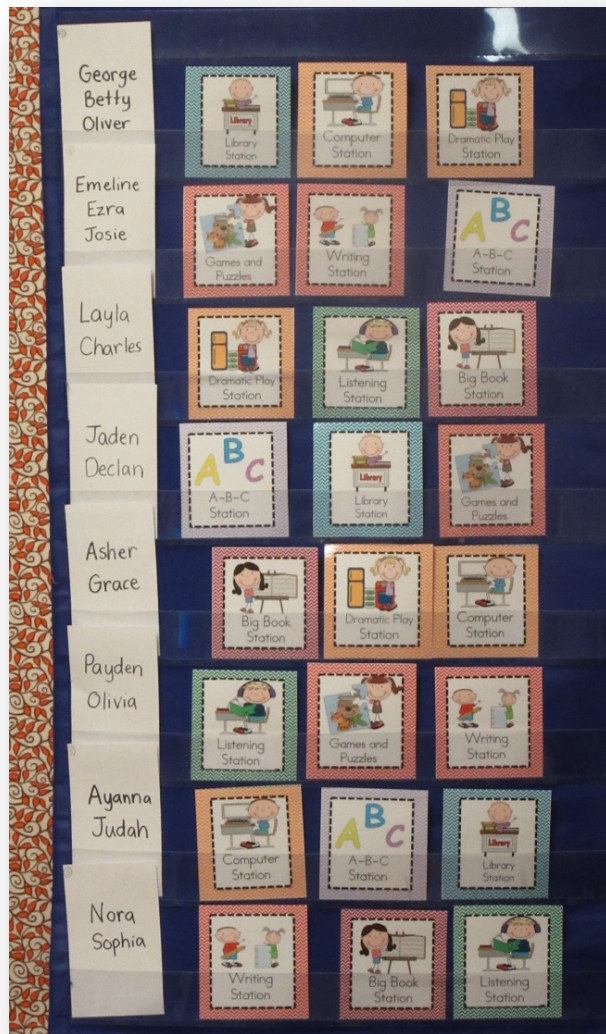 George
Betty
Oliver
Library
Library
Station
Computer
Station
Dramatic Play
Station
Emeline
Ezra
Josie
Games and
Puzzles
Writing
Station
A B C
A-B-C
Station
Layla
Charles
Dramatic Play
Station
Listening
Station
Big Book
Station
Jaden
Declan
A B C
A-B-C
Station
Library
Library
Station
Games and
Puzzles
Asher
Grace
Big Book
Station
Dramatic Play
Station
Computer
Station
Payden
Olivia
Listening
Station
Games and
Puzzles
Writing
Station
Ayanna
Judah
Computer
Station
A B C
A-B-C
Station
Library
Library
Station
Nora
Sophia
Writing
Station
Big Book
Station
Listening
Station